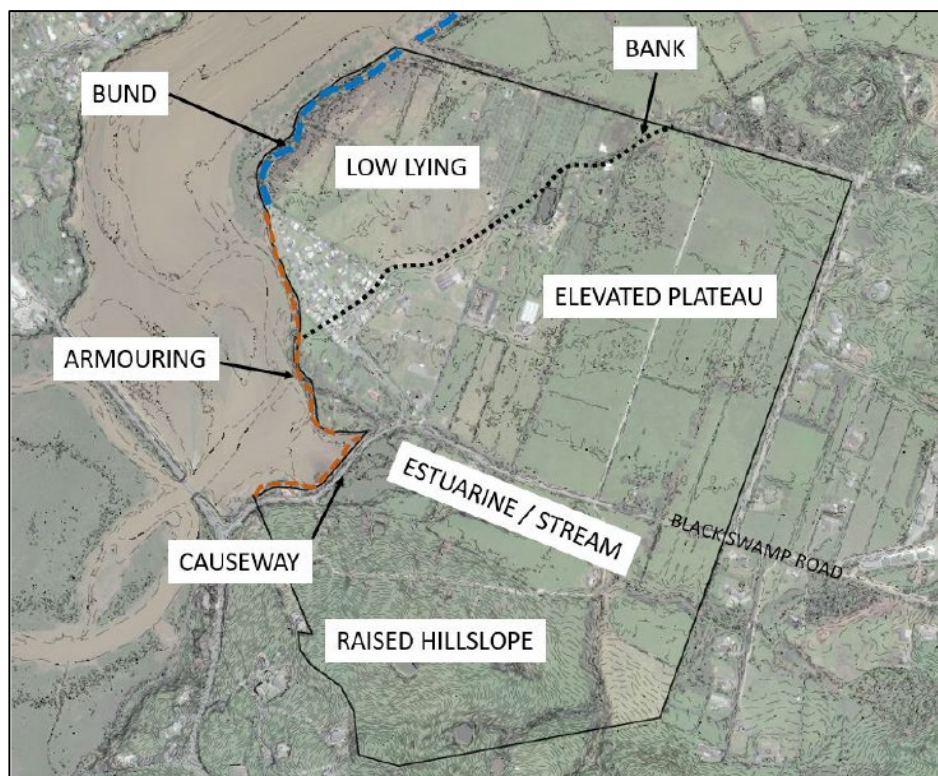 BANK
BUND
LOW LYING
ELEVATED PLATEAU
ARMOURING
ESTUARINE / STREAM
BLACK SWAMP ROAD
CAUSEWAY
RAISED HILLSLOPE